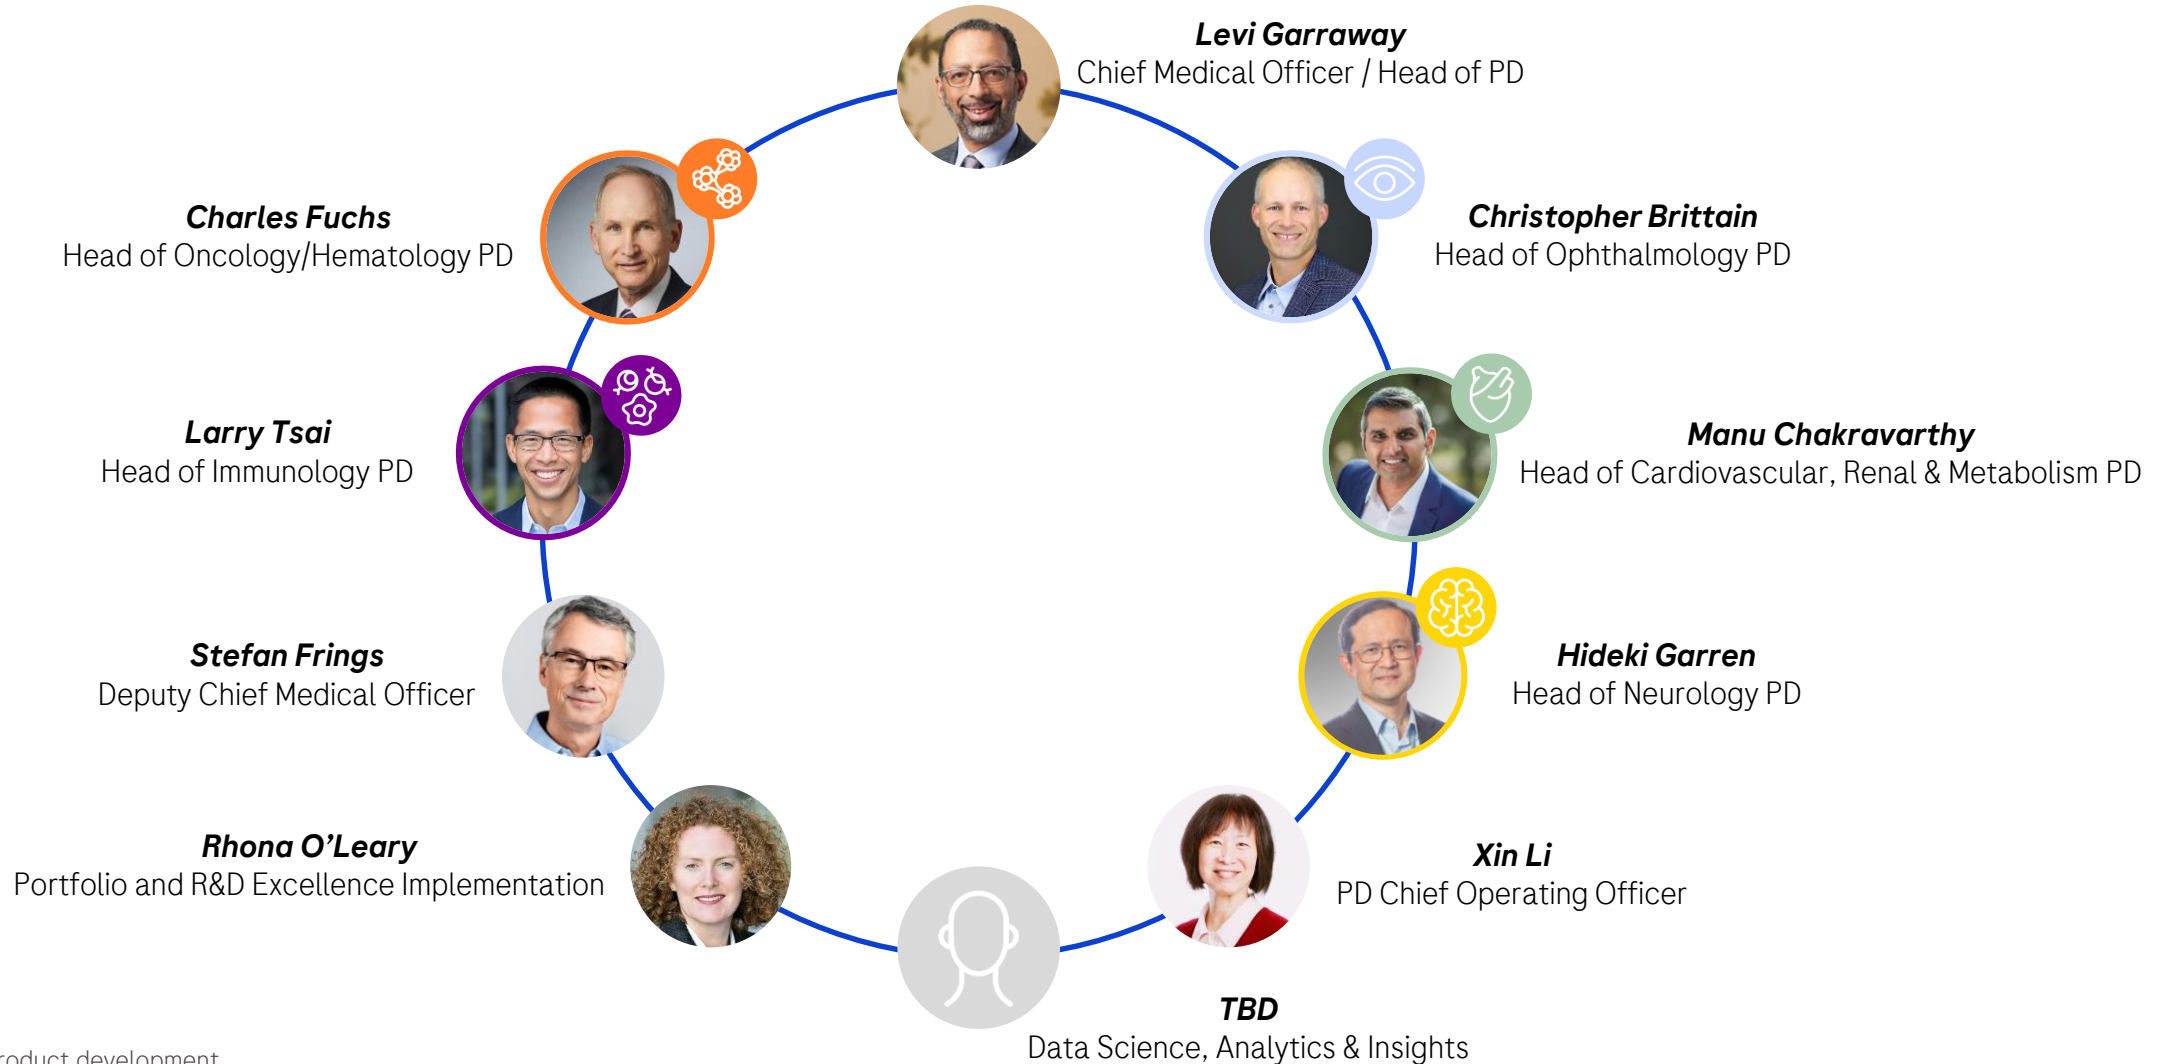 Levi Garraway
Chief Medical Officer / Head of PD
Charles Fuchs
Head of Oncology/Hematology PD
Christopher Brittain
Head of Ophthalmology PD
Larry Tsai
Head of Immunology PD
Manu Chakravarthy
Head of Cardiovascular, Renal & Metabolism PD
Stefan Frings
Deputy Chief Medical Officer
Hideki Garren
Head of Neurology PD
Rhona O’Leary
Portfolio and R&D Excellence Implementation
Xin Li
PD Chief Operating Officer
TBD
Data Science, Analytics & Insights
development